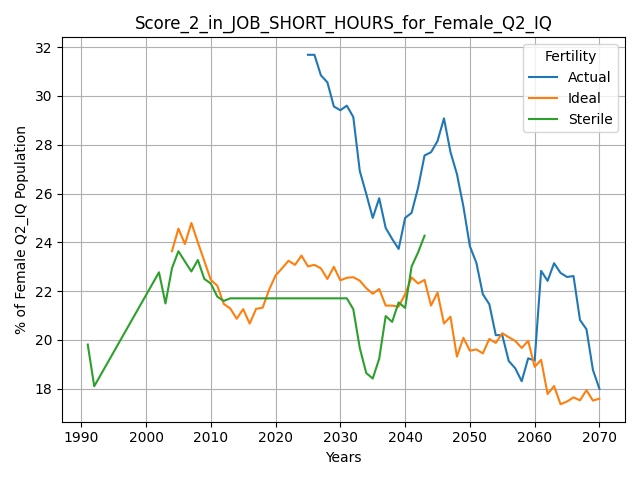 Score_2_in_JOB_SHORT_HOURS_for_Female_Q2_IQ
Fertility
Actual
Ideal
Sterile
% of Female Q2_IQ Population
32
30
28
26
24
22
20
18
1990 2000 2010 2020 2030 2040 2050 2060 2070
Years